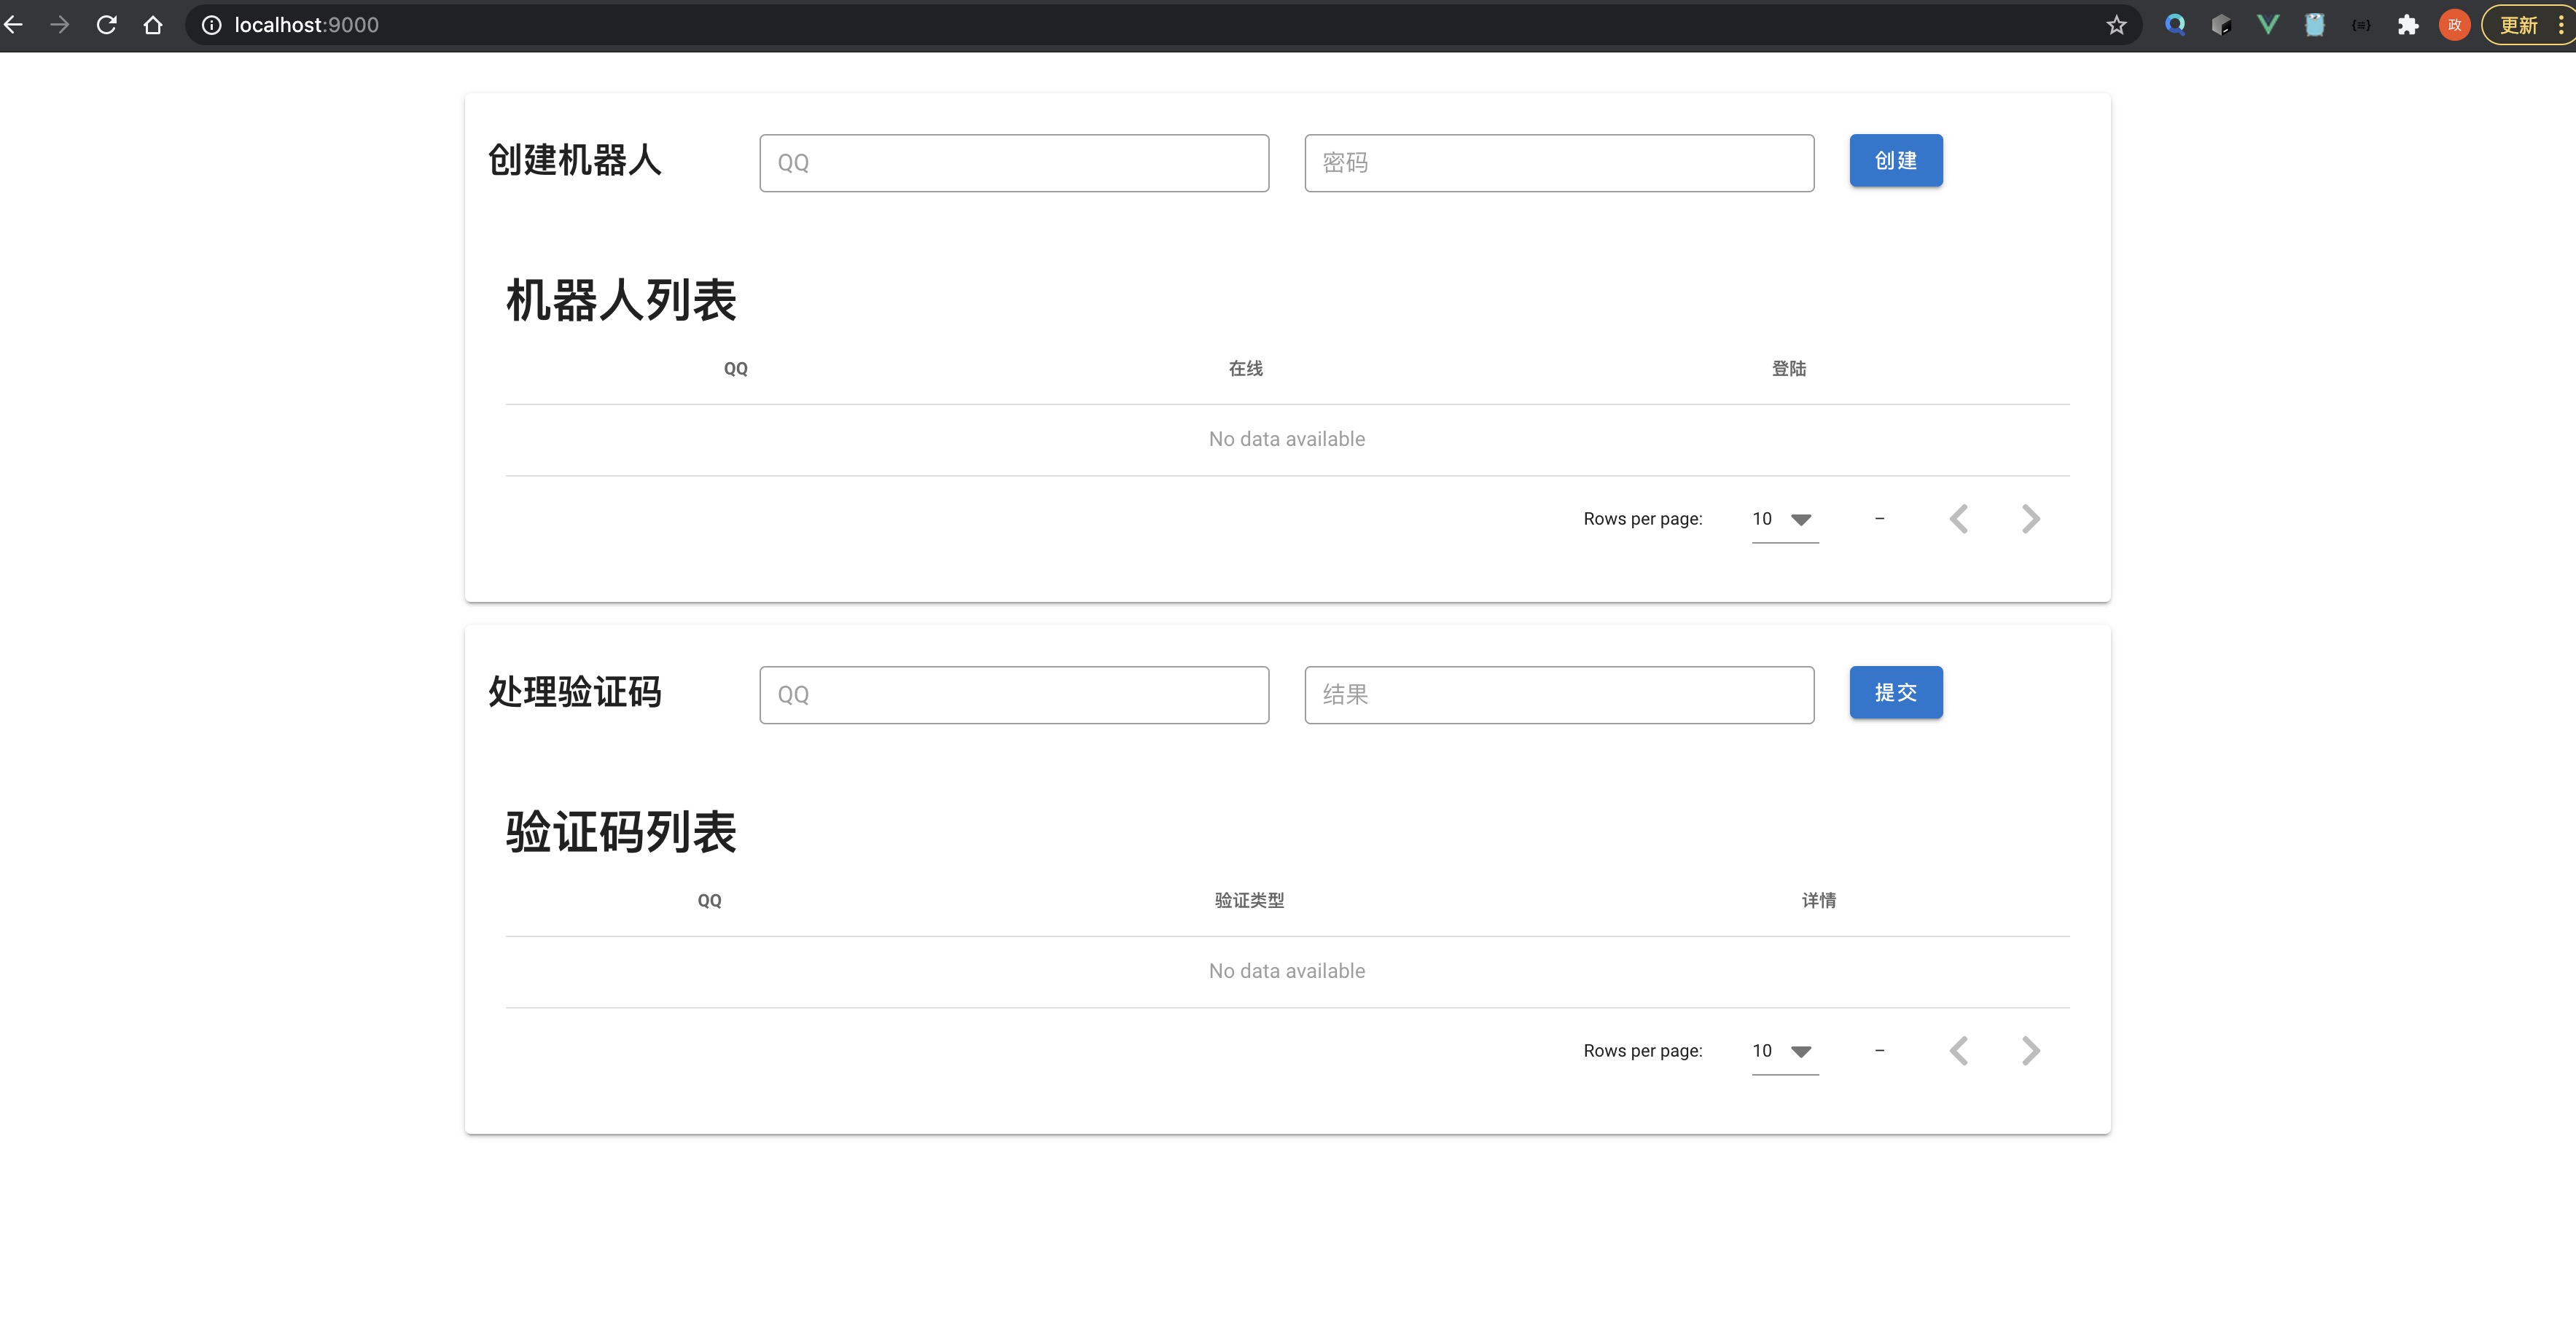 localhost:9000
政
更新
创建机器人
QQ
密码
创建
机器人列表
QQ 在线 登陆
No data available
Rows per page: 10 –
处理验证码
QQ
结果
提交
验证码列表
QQ 验证类型 详情
No data available
Rows per page: 10 –